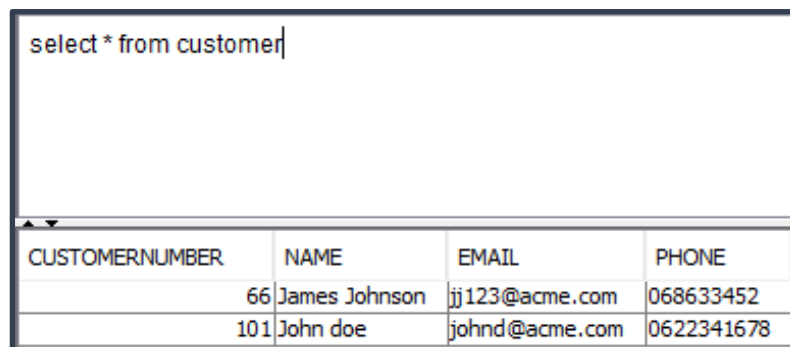 select * from customer
CUSTOMERNUMBER NAME EMAIL PHONE
66 James Johnson jj123@acme.com 068633452
101 John doe johnd@acme.com 0622341678